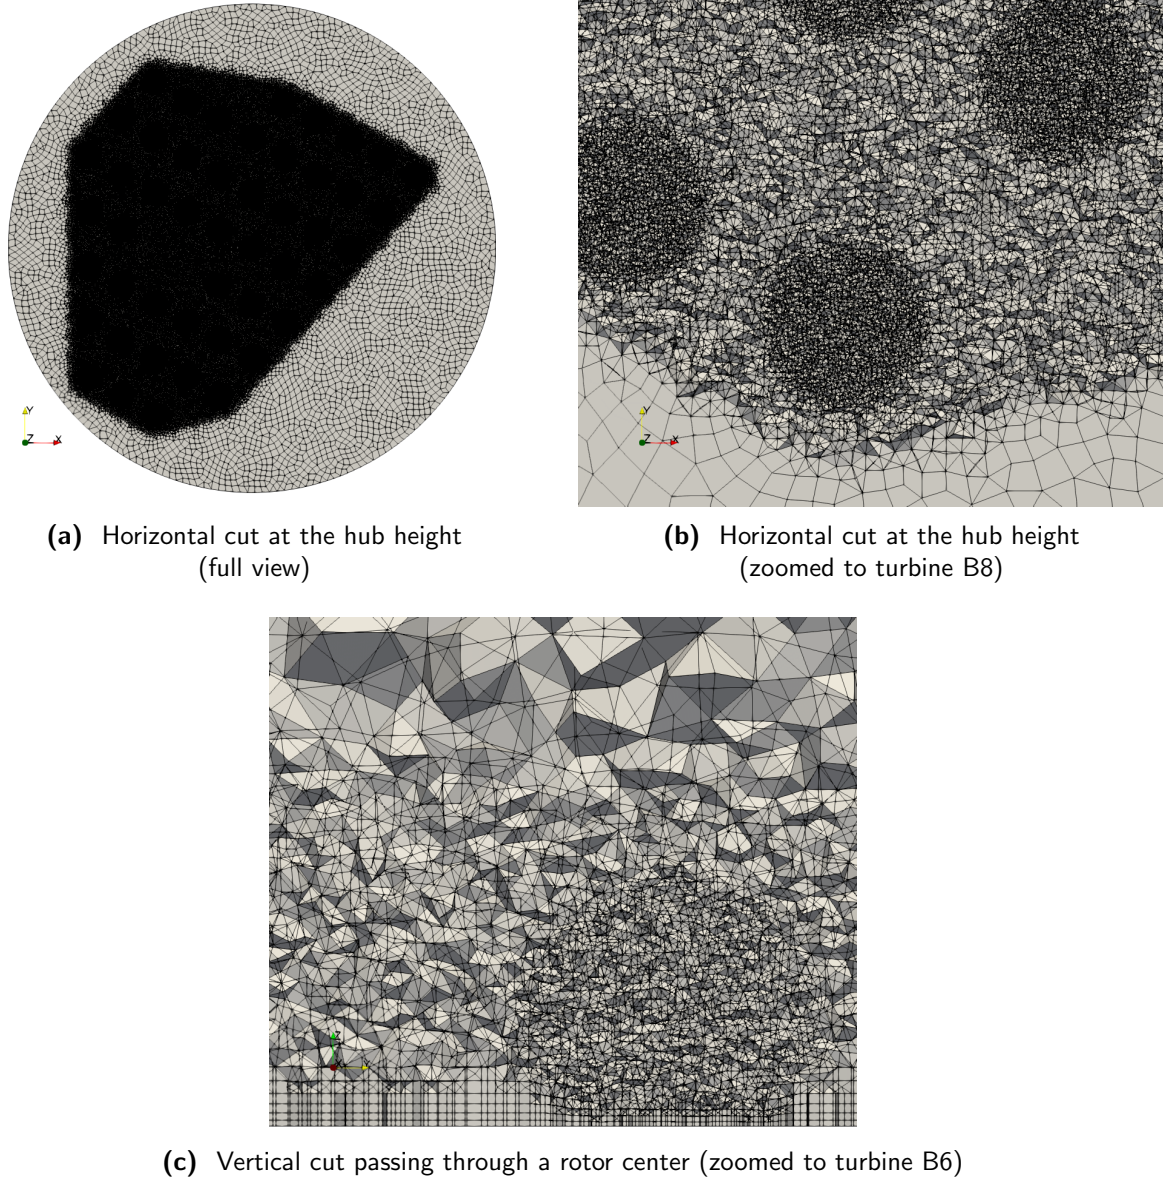 Y
Z X
Y
Z X
(a) Horizontal cut at the hub height
(full view)
(b) Horizontal cut at the hub height
(zoomed to turbine B8)
Z
Y
(c) Vertical cut passing through a rotor center (zoomed to turbine B6)